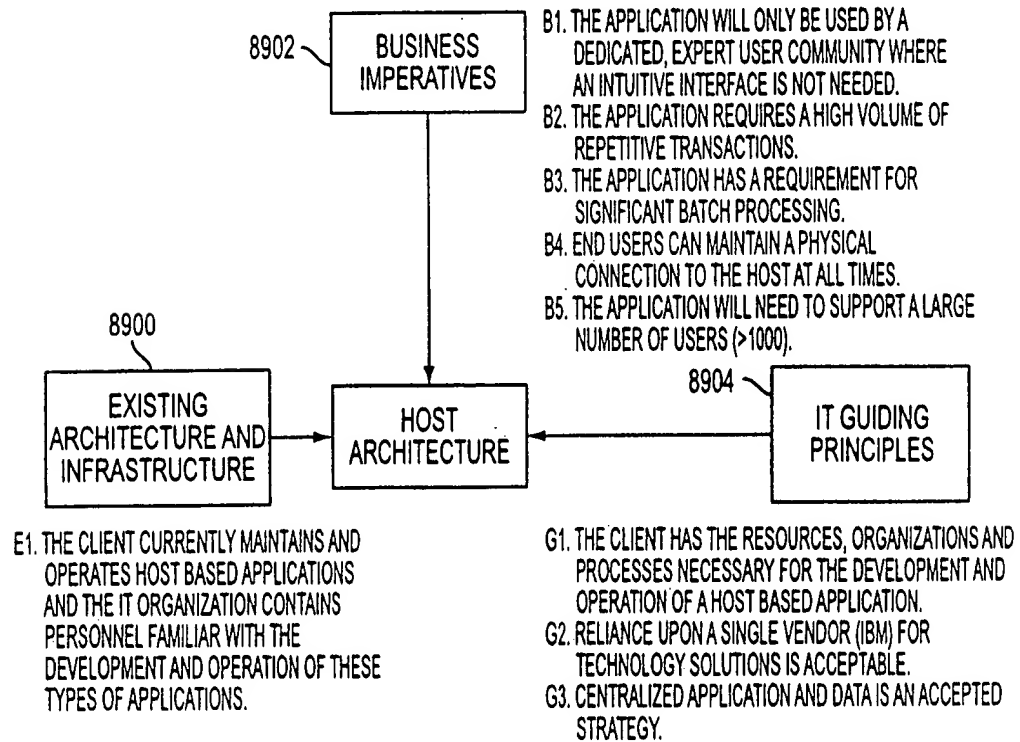 8902
BUSINESS
IMPERATIVES
B1. THE APPLICATION WILL ONLY BE USED BY A
DEDICATED, EXPERT USER COMMUNITY WHERE
AN INTUITIVE INTERFACE IS NOT NEEDED.
B2. THE APPLICATION REQUIRES A HIGH VOLUME OF
REPETITIVE TRANSACTIONS.
B3. THE APPLICATION HAS A REQUIREMENT FOR
SIGNIFICANT BATCH PROCESSING.
B4. END USERS CAN MAINTAIN A PHYSICAL
CONNECTION TO THE HOST AT ALL TIMES.
B5. THE APPLICATION WILL NEED TO SUPPORT A LARGE
NUMBER OF USERS (>1000).
8900
EXISTING
ARCHITECTURE AND
INFRASTRUCTURE
HOST
ARCHITECTURE
8904
IT GUIDING
PRINCIPLES
E1. THE CLIENT CURRENTLY MAINTAINS AND
OPERATES HOST BASED APPLICATIONS
AND THE IT ORGANIZATION CONTAINS
PERSONNEL FAMILIAR WITH THE
DEVELOPMENT AND OPERATION OF THESE
TYPES OF APPLICATIONS.
G1. THE CLIENT HAS THE RESOURCES, ORGANIZATIONS AND
PROCESSES NECESSARY FOR THE DEVELOPMENT AND
OPERATION OF A HOST BASED APPLICATION.
G2. RELIANCE UPON A SINGLE VENDOR (IBM) FOR
TECHNOLOGY SOLUTIONS IS ACCEPTABLE.
G3. CENTRALIZED APPLICATION AND DATA IS AN ACCEPTED
STRATEGY.